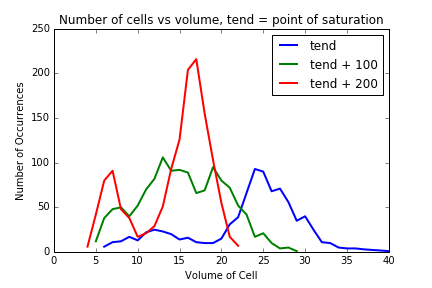 Number of cells vs volume, tend = point of saturation
250
200
150
100
50
0
Number of Occurrences
tend
tend + 100
tend + 200
0 5 10 15 20 25 30 35 40
Volume of Cell